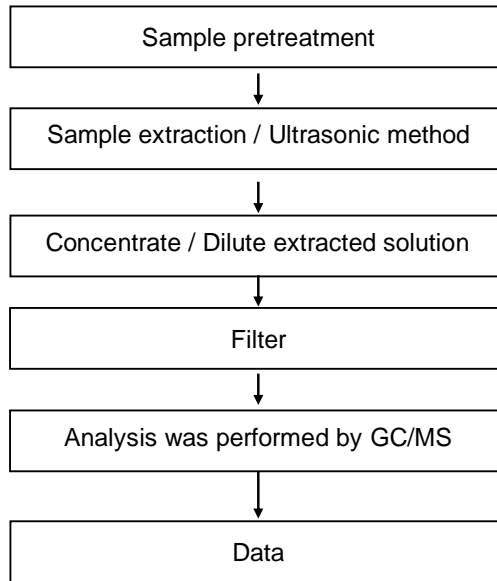 Sample pretreatment
Sample extraction / Ultrasonic method
Concentrate / Dilute extracted solution
Filter
Analysis was performed by GC/MS
Data